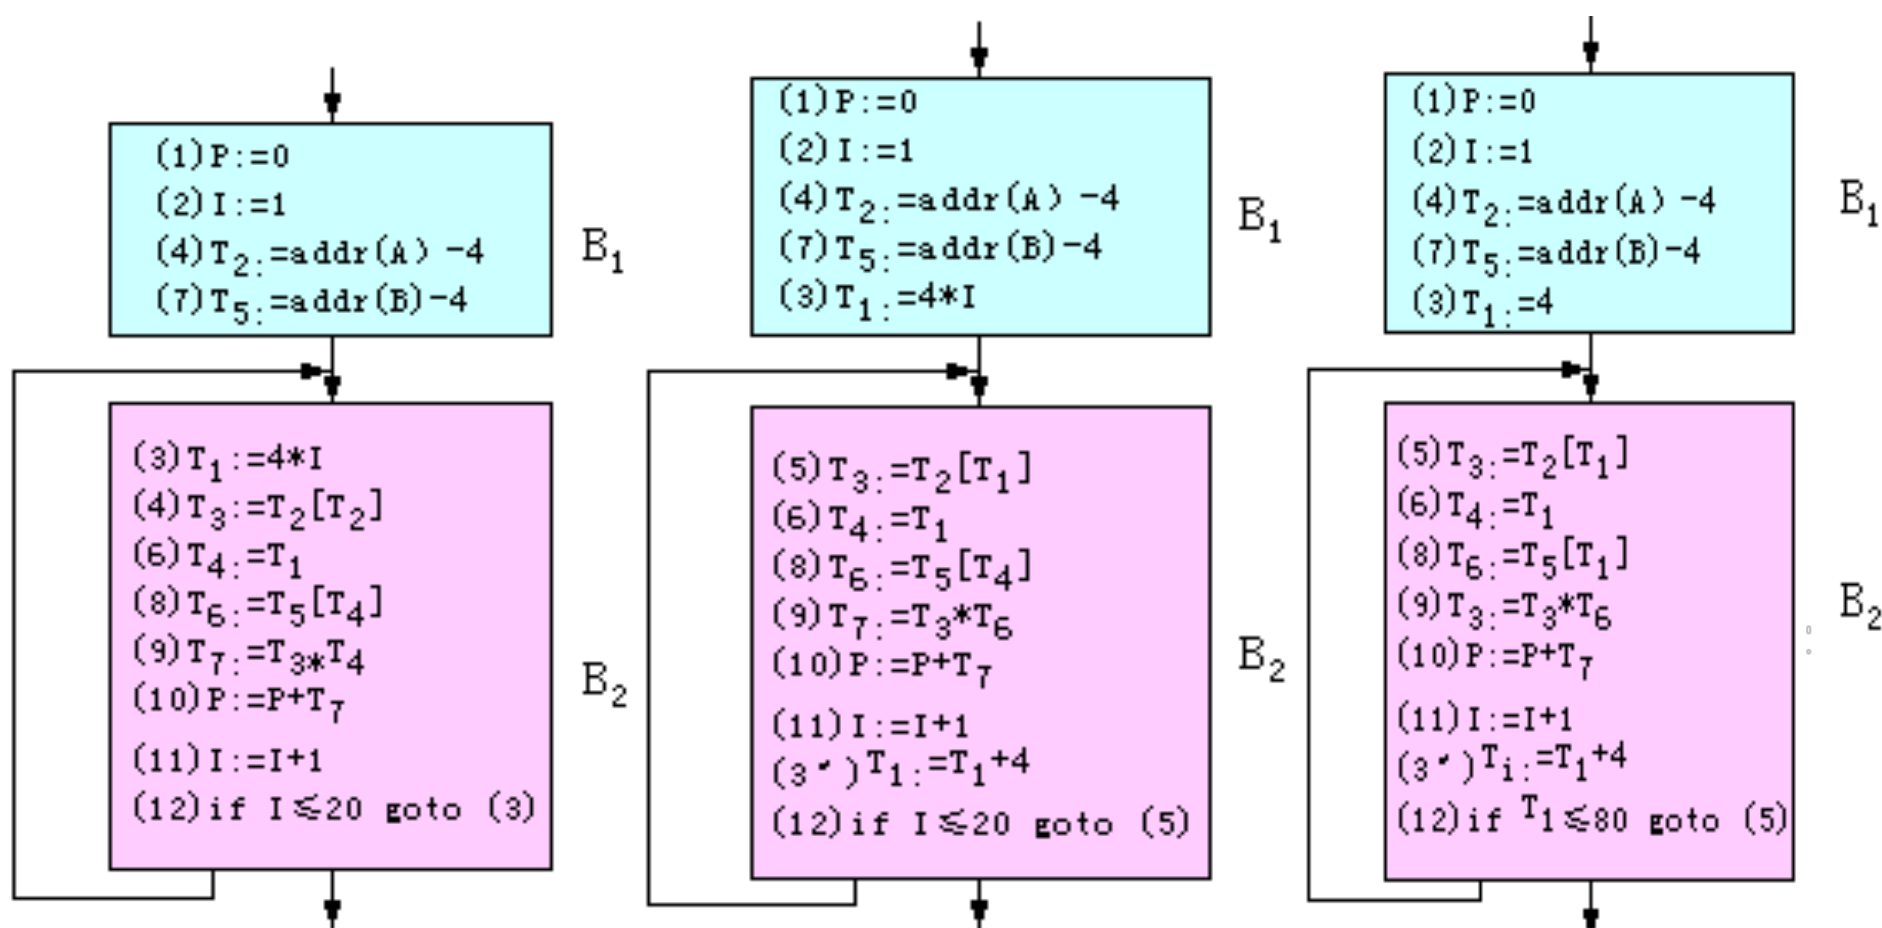 (1)P:=0
(2)I:=1
(4)T2:=addr(A) -4
(7)T5:=addr(B)-4
B1
(3)T1:=4*I
(4)T3:=T2[T2]
(6)T4:=T1
(8)T6:=T5[T4]
(9)T7:=T3*T4
(10)P:=P+T7
(11)I:=I+1
(12)if I≤20 goto (3)
B2
(1)P:=0
(2)I:=1
(4)T2:=addr(A) -4
(7)T5:=addr(B)-4
(3)T1:=4*I
B1
(5)T3:=T2[T1]
(6)T4:=T1
(8)T6:=T5[T4]
(9)T7:=T3*T6
(10)P:=P+T7
(11)I:=I+1
(3′)T1:=T1+4
(12)if I≤20 goto (5)
B2
(1)P:=0
(2)I:=1
(4)T2:=addr(A) -4
(7)T5:=addr(B)-4
(3)T1:=4
B1
(5)T3:=T2[T1]
(6)T4:=T1
(8)T6:=T5[T1]
(9)T3:=T3*T6
(10)P:=P+T7
(11)I:=I+1
(3′)Ti:=T1+4
(12)if T1≤80 goto (5)
B2